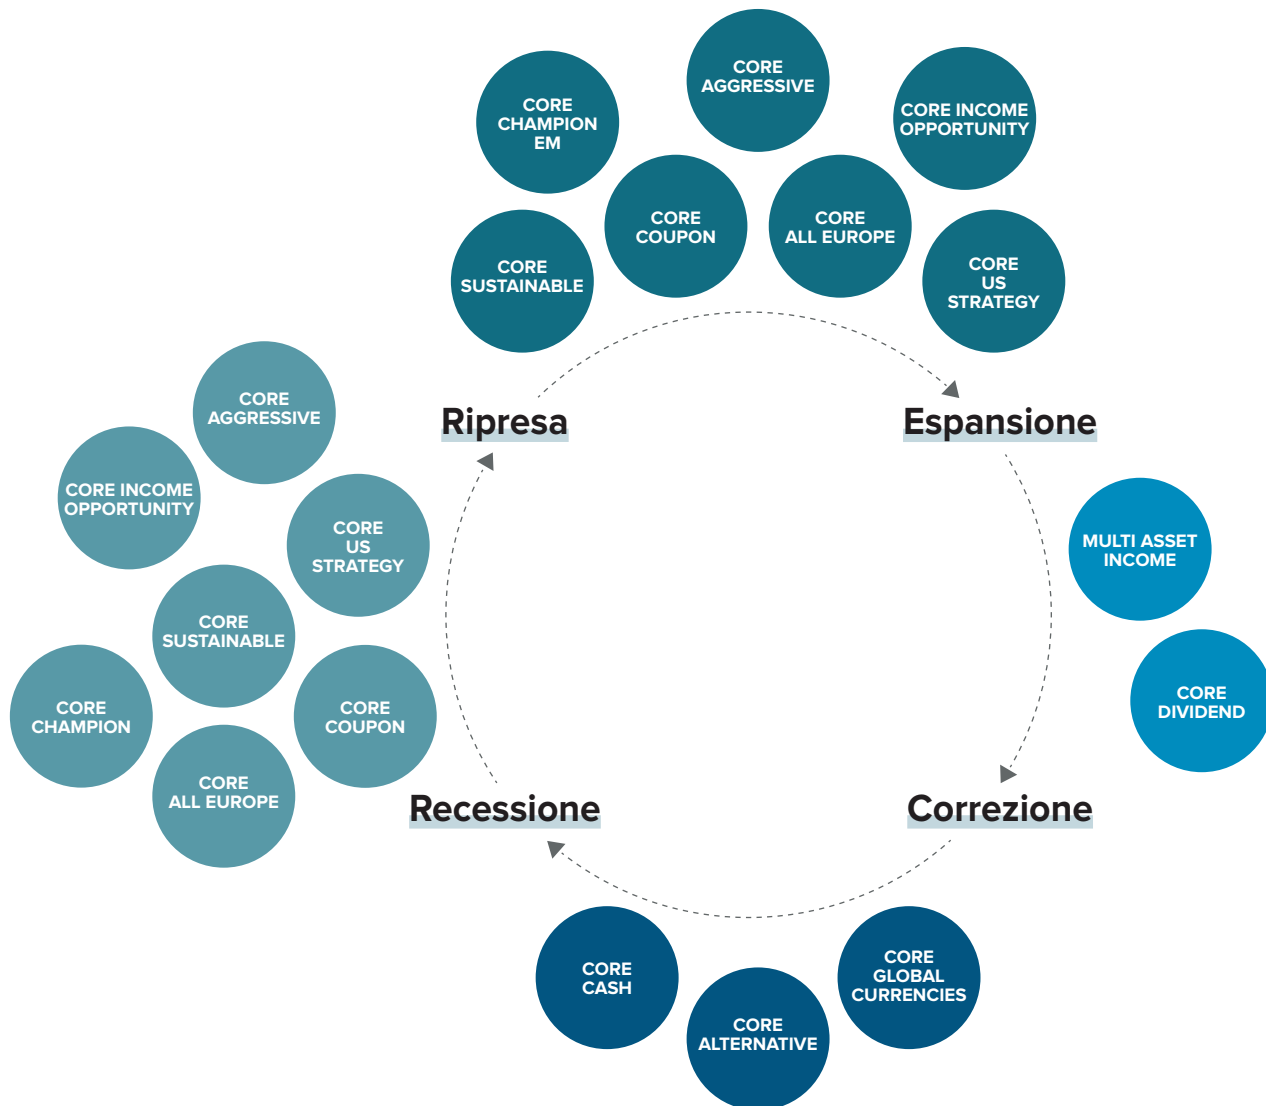 CORE
AGGRESSIVE
CORE
CHAMPION
EM
CORE INCOME
OPPORTUNITY
CORE
COUPON
CORE
ALL EUROPE
CORE
SUSTAINABLE
CORE
US
STRATEGY
Ripresa
Espansione
CORE
AGGRESSIVE
CORE INCOME
OPPORTUNITY
CORE
US
STRATEGY
CORE
SUSTAINABLE
CORE
CHAMPION
CORE
COUPON
CORE
ALL EUROPE
MULTI ASSET
INCOME
CORE
DIVIDEND
Recessione
Correzione
CORE
CASH
CORE
ALTERNATIVE
CORE
GLOBAL
CURRENCIES